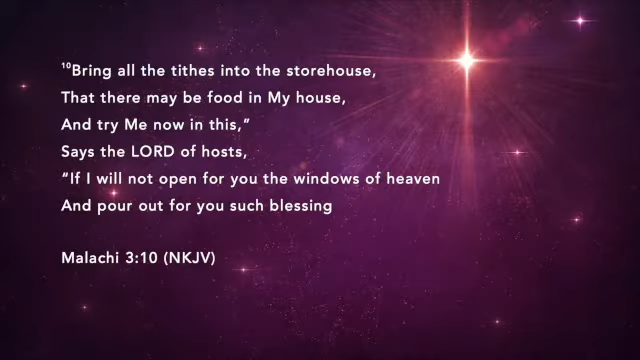 ¹⁰Bring all the tithes into the storehouse,
That there may be food in My house,
And try Me now in this,”
Says the LORD of hosts,
“If I will not open for you the windows of heaven
And pour out for you such blessing
Malachi 3:10 (NKJV)